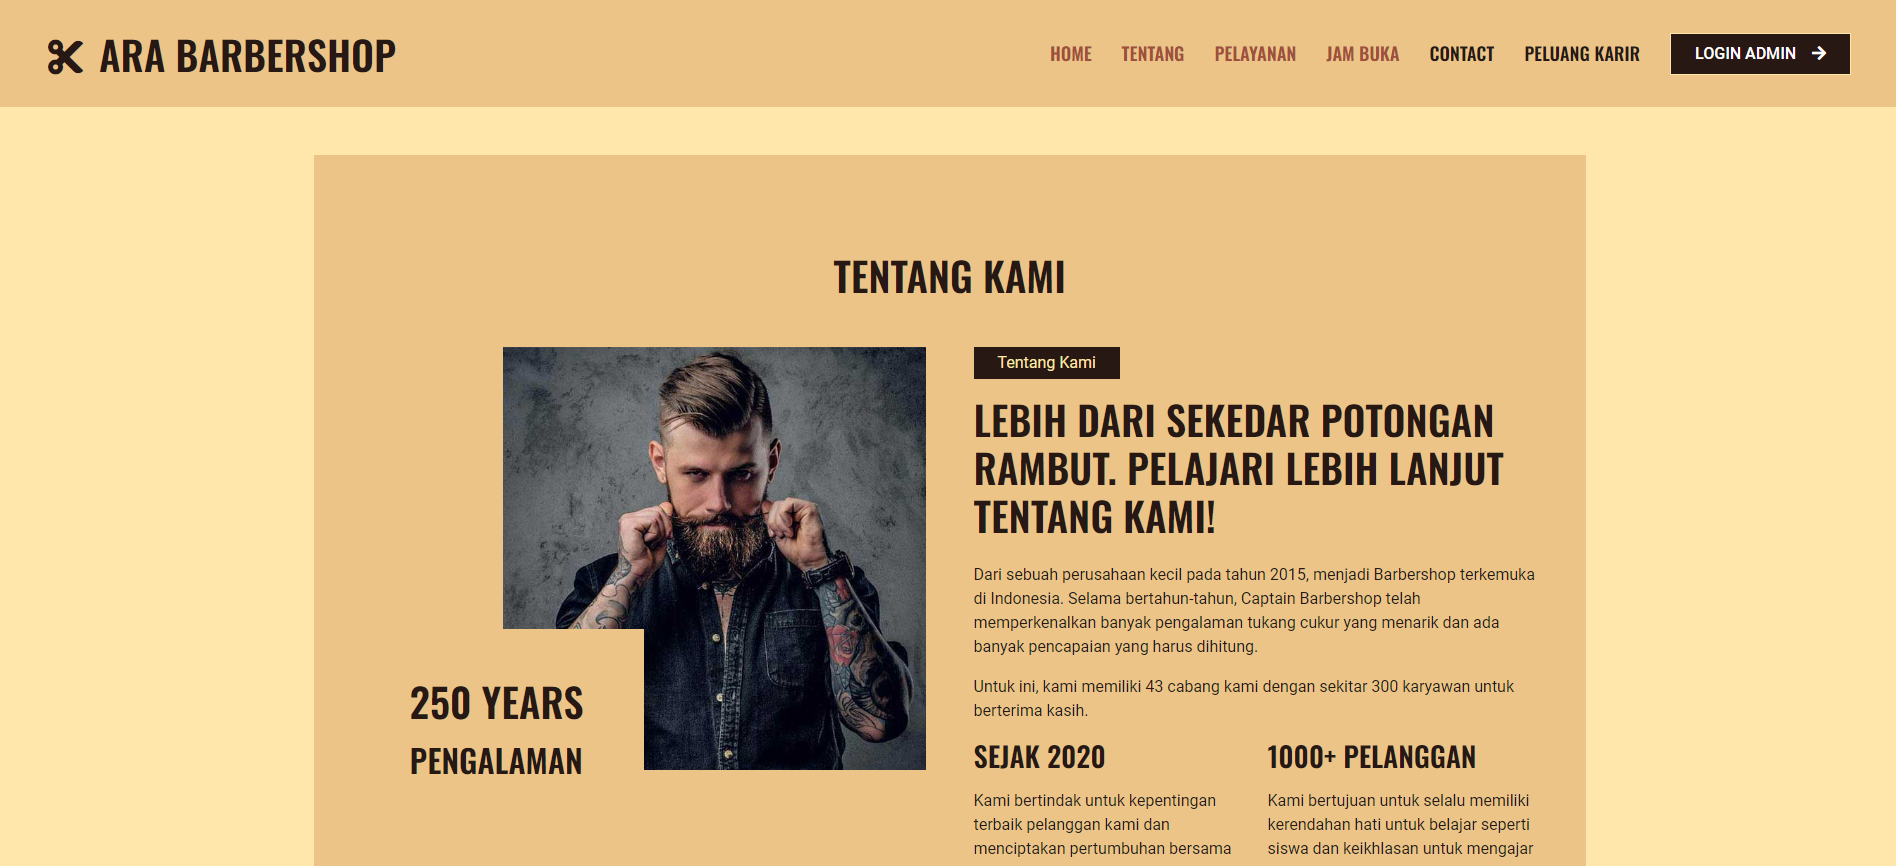 ARA BARBERSHOP
HOME TENTANG PELAYANAN JAM BUKA CONTACT PELUANG KARIR LOGIN ADMIN
TENTANG KAMI
250 YEARS
PENGALAMAN
Tentang Kami
LEBIH DARI SEKEDAR POTONGAN
RAMBUT. PELAJARI LEBIH LANJUT
TENTANG KAMI!
Dari sebuah perusahaan kecil pada tahun 2015, menjadi Barbershop terkemuka
di Indonesia. Selama bertahun-tahun, Captain Barbershop telah
memperkenalkan banyak pengalaman tukang cukur yang menarik dan ada
banyak pencapaian yang harus dihitung.
Untuk ini, kami memiliki 43 cabang kami dengan sekitar 300 karyawan untuk
berterima kasih.
SEJAK 2020
Kami bertindak untuk kepentingan
terbaik pelanggan kami dan
menciptakan pertumbuhan bersama
1000+ PELANGGAN
Kami bertujuan untuk selalu memiliki
kerendahan hati untuk belajar seperti
siswa dan keikhlasan untuk mengajar